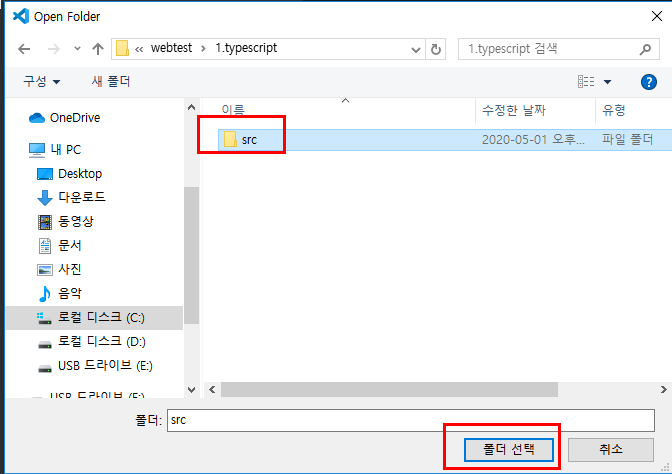 Open Folder
« webtest > 1.typescript
1.typescript 검색
구성
새 폴더
?
이름 수정한 날짜 유형
src 2020-05-01 오후... 파일 폴더
OneDrive
내 PC
Desktop
다운로드
동영상
문서
사진
음악
로컬 디스크 (C:)
로컬 디스크 (D:)
USB 드라이브 (E:)
USB 드라이브 (E:)
폴더: src
폴더 선택 취소